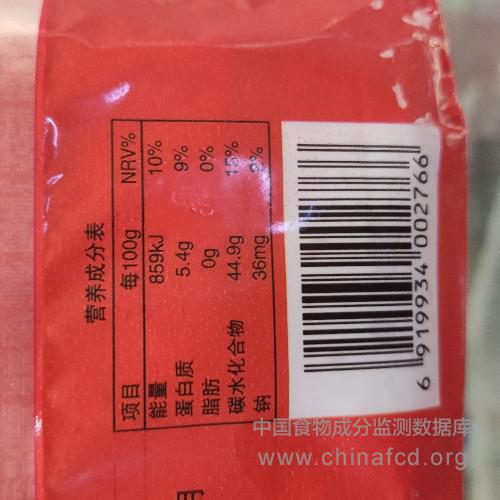 营养成分表
项目 每100g NRV%
能量 859kJ 10%
蛋白质 5.4g 9%
脂肪 0g 0%
碳水化合物 44.9g 15%
钠 36mg 2%
6 919934 002766
用
中国食物成分监测数据库
www.chinafcd.org